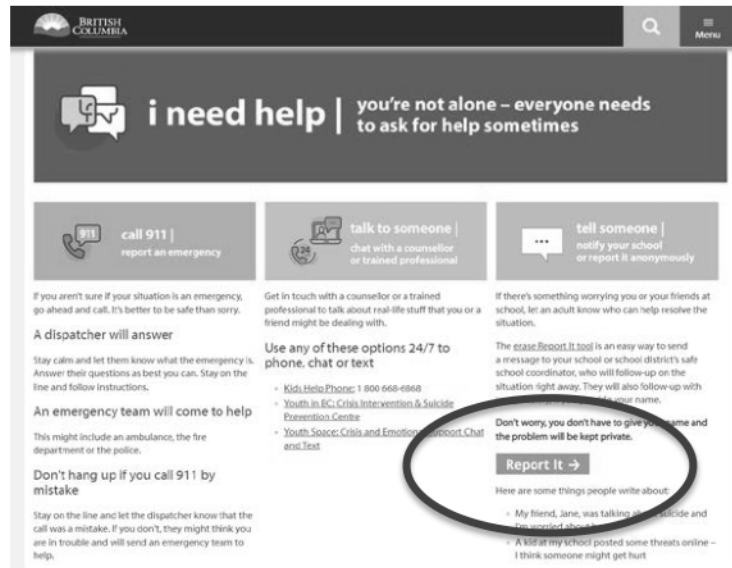 BRITISH
COLUMBIA
Menu
i need help | you're not alone – everyone needs
to ask for help sometimes
911
call 911 |
report an emergency
If you aren't sure if your situation is an emergency,
go ahead and call. It's better to be safe than sorry.
A dispatcher will answer
Stay calm and let them know what the emergency is.
Answer their questions as best you can. Stay on the
line and follow instructions.
An emergency team will come to help
This might include an ambulance, the fire
department or the police.
Don't hang up if you call 911 by
mistake
Stay on the line and let the dispatcher know that the
call was a mistake. If you don't, they might think you
are in trouble and will send an emergency team to
help.
24
talk to someone |
chat with a counsellor
or trained professional
Get in touch with a counsellor or a trained
professional to talk about real-life stuff that you or a
friend might be dealing with.
Use any of these options 24/7 to
phone, chat or text
Kids Help Phone: 1 800 668-6868
Youth in BC: Crisis Intervention & Suicide
Prevention Centre
Youth Space: Crisis and Emotional Support Chat
and Text
tell someone |
notify your school
or report it anonymously
If there's something worrying you or your friends at
school, let an adult know who can help resolve the
situation.
The erase Report It tool is an easy way to send
a message to your school or school district's safe
school coordinator, who will follow-up on the
situation right away. They will also follow-up with
your name.
Don't worry, you don't have to give your name and
the problem will be kept private.
Report It →
Here are some things people write about:
My friend, Jane, was talking about suicide and
I'm worried about
A kid at my school posted some threats online –
I think someone might get hurt